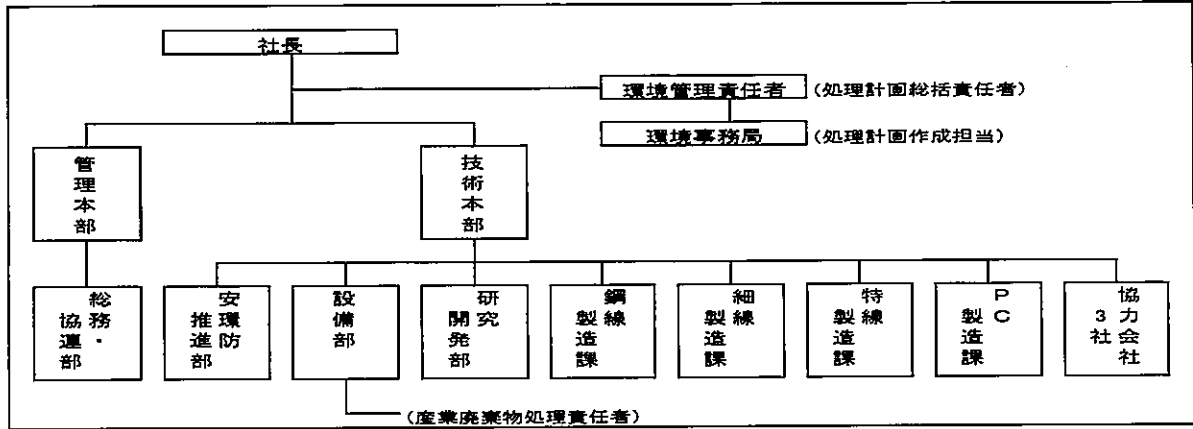 社長
環境管理責任者 (処理計画総括責任者)
環境事務局 (処理計画作成担当)
管理本部
技術本部
総務・
協連部
安環防
推進部
設備部
研究
開発部
鋼線
製造課
細線
製造課
特線
製造課
PC
製造課
協力会社
3社
(産業廃棄物処理責任者)